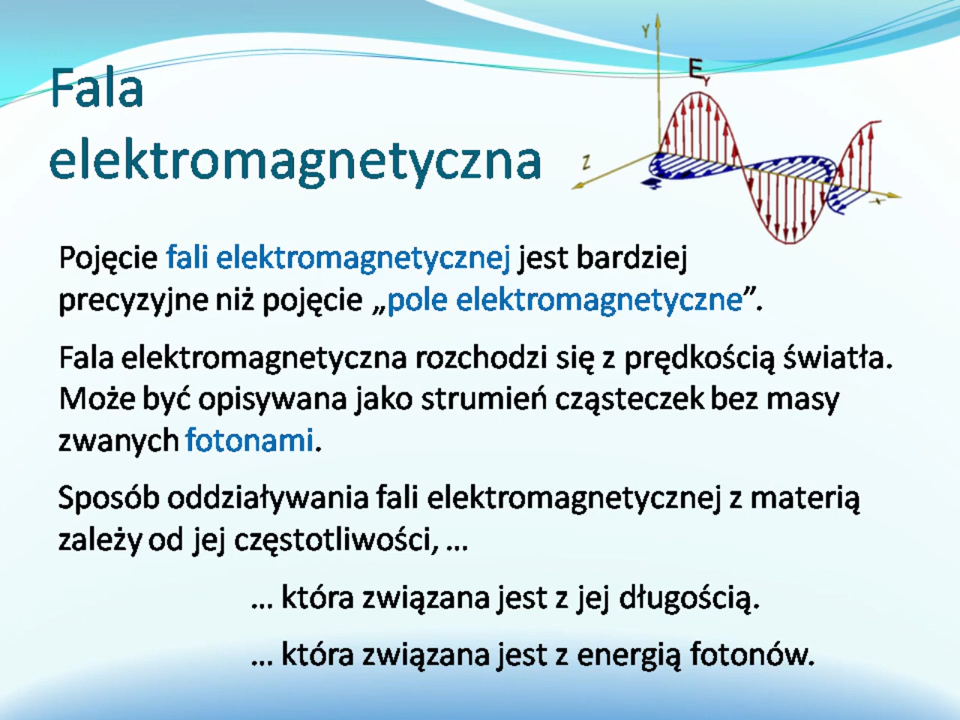 Fala
elektromagnetyczna
Y
E
Y
Z
x
Pojęcie fali elektromagnetycznej jest bardziej
precyzyjne niż pojęcie „pole elektromagnetyczne”.
Fala elektromagnetyczna rozchodzi się z prędkością światła.
Może być opisywana jako strumień cząsteczek bez masy
zwanych fotonami.
Sposób oddziaływania fali elektromagnetycznej z materią
zależy od jej częstotliwości, ...
... która związana jest z jej długością.
... która związana jest z energią fotonów.